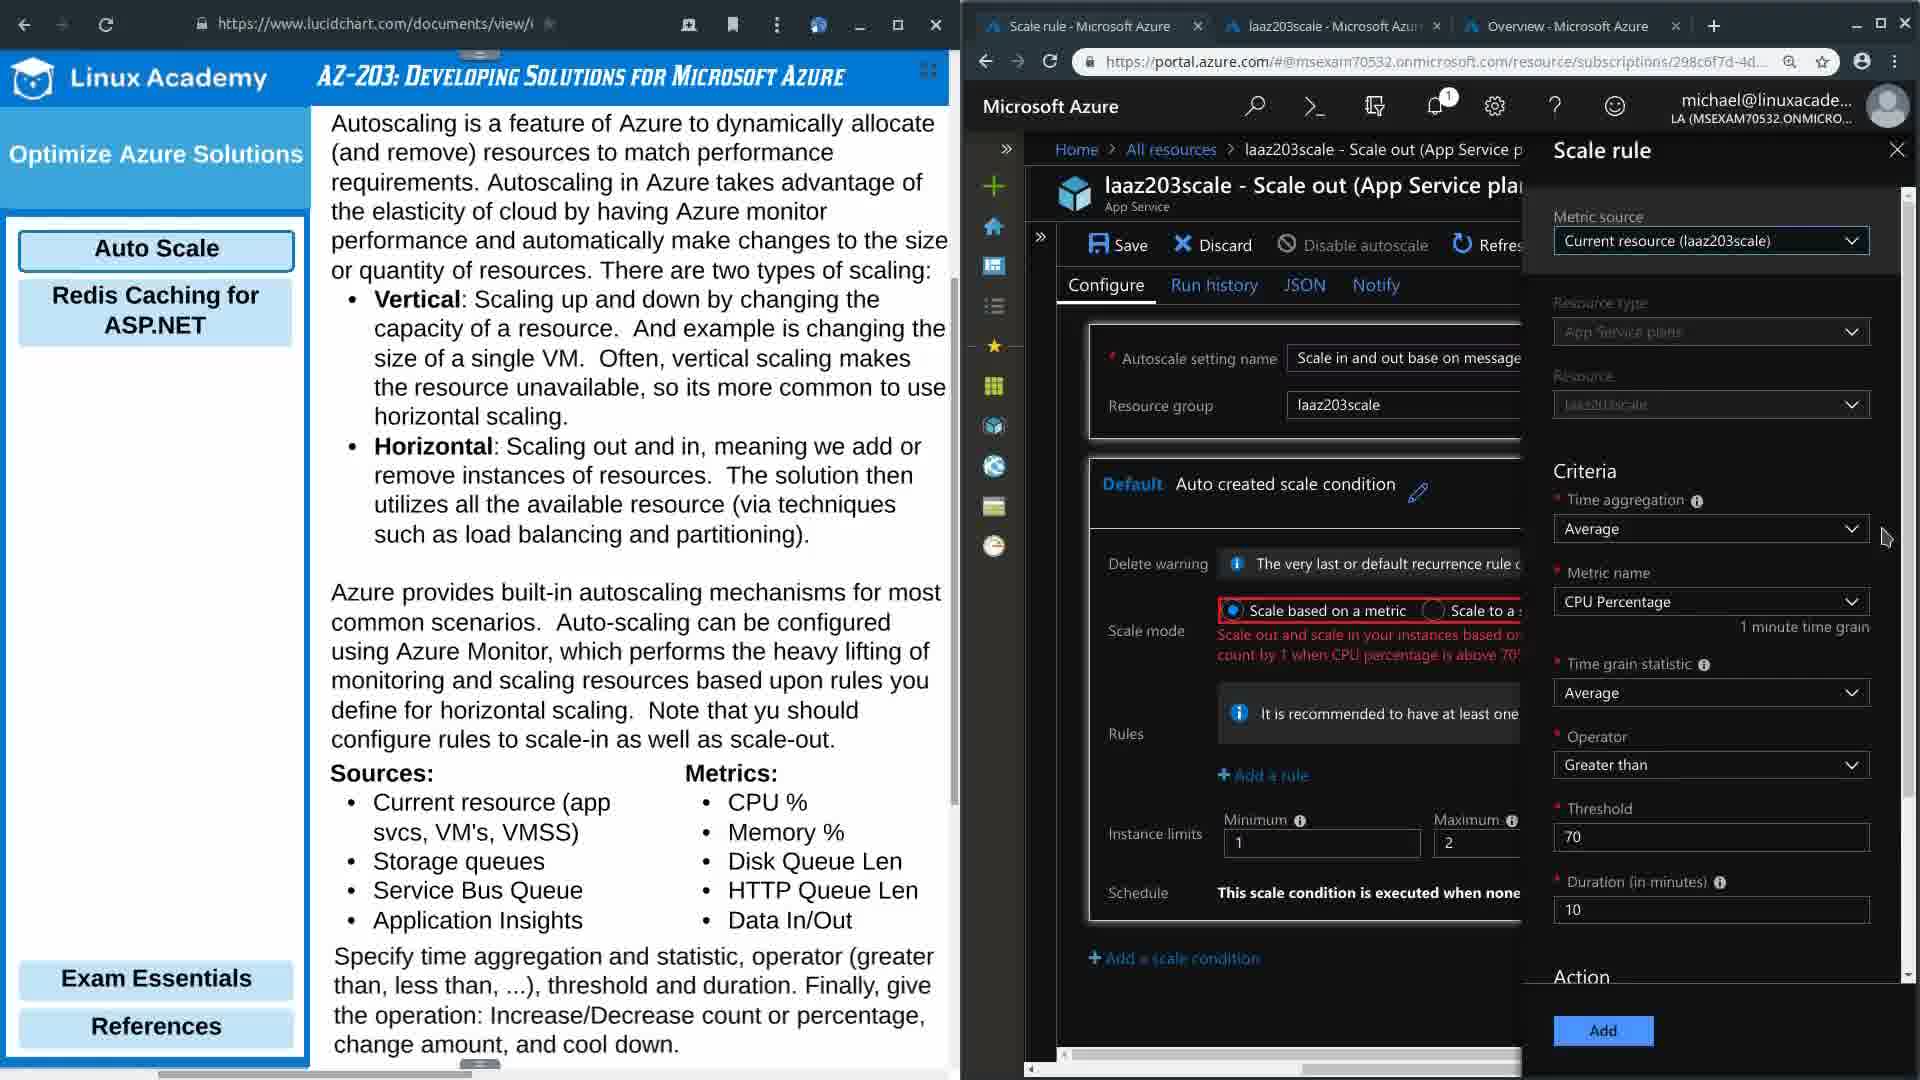 https://www.lucidchart.com/documents/view/
Linux Academy
AZ-203: DEVELOPING SOLUTIONS FOR MICROSOFT AZURE
Optimize Azure Solutions
Auto Scale
Redis Caching for
ASP.NET
Exam Essentials
References
Autoscaling is a feature of Azure to dynamically allocate
(and remove) resources to match performance
requirements. Autoscaling in Azure takes advantage of
the elasticity of cloud by having Azure monitor
performance and automatically make changes to the size
or quantity of resources. There are two types of scaling:
• Vertical: Scaling up and down by changing the
capacity of a resource. And example is changing the
size of a single VM. Often, vertical scaling makes
the resource unavailable, so its more common to use
horizontal scaling.
• Horizontal: Scaling out and in, meaning we add or
remove instances of resources. The solution then
utilizes all the available resource (via techniques
such as load balancing and partitioning).
Azure provides built-in autoscaling mechanisms for most
common scenarios. Auto-scaling can be configured
using Azure Monitor, which performs the heavy lifting of
monitoring and scaling resources based upon rules you
define for horizontal scaling. Note that yu should
configure rules to scale-in as well as scale-out.
Sources:
• Current resource (app
svcs, VM's, VMSS)
• Storage queues
• Service Bus Queue
• Application Insights
Metrics:
• CPU %
• Memory %
• Disk Queue Len
• HTTP Queue Len
• Data In/Out
Specify time aggregation and statistic, operator (greater
than, less than, ...), threshold and duration. Finally, give
the operation: Increase/Decrease count or percentage,
change amount, and cool down.
Scale rule - Microsoft Azure
laaz203scale - Microsoft Azur
Overview - Microsoft Azure
https://portal.azure.com/#@msexam70532.onmicrosoft.com/resource/subscriptions/298c6f7d-4d...
Microsoft Azure
1
michael@linuxacade...
LA (MSEXAM70532.ONMICRO...
Home > All resources > laaz203scale - Scale out (App Service p
laaz203scale - Scale out (App Service plan
App Service
Save
Discard
Disable autoscale
Refres
Configure
Run history
JSON
Notify
* Autoscale setting name
Scale in and out base on message
Resource group
laaz203scale
Default Auto created scale condition
Delete warning
The very last or default recurrence rule c
Scale mode
Scale based on a metric
Scale to a s
Scale out and scale in your instances based on
count by 1 when CPU percentage is above 70%
Rules
It is recommended to have at least one
+ Add a rule
Instance limits
Minimum
1
Maximum
2
Schedule
This scale condition is executed when none
+ Add a scale condition
Scale rule
Metric source
Current resource (laaz203scale)
Resource type
App Service plans
Resource
laaz203scale
Criteria
* Time aggregation
Average
* Metric name
CPU Percentage
1 minute time grain
* Time grain statistic
Average
* Operator
Greater than
* Threshold
70
* Duration (in minutes)
10
Action
Add